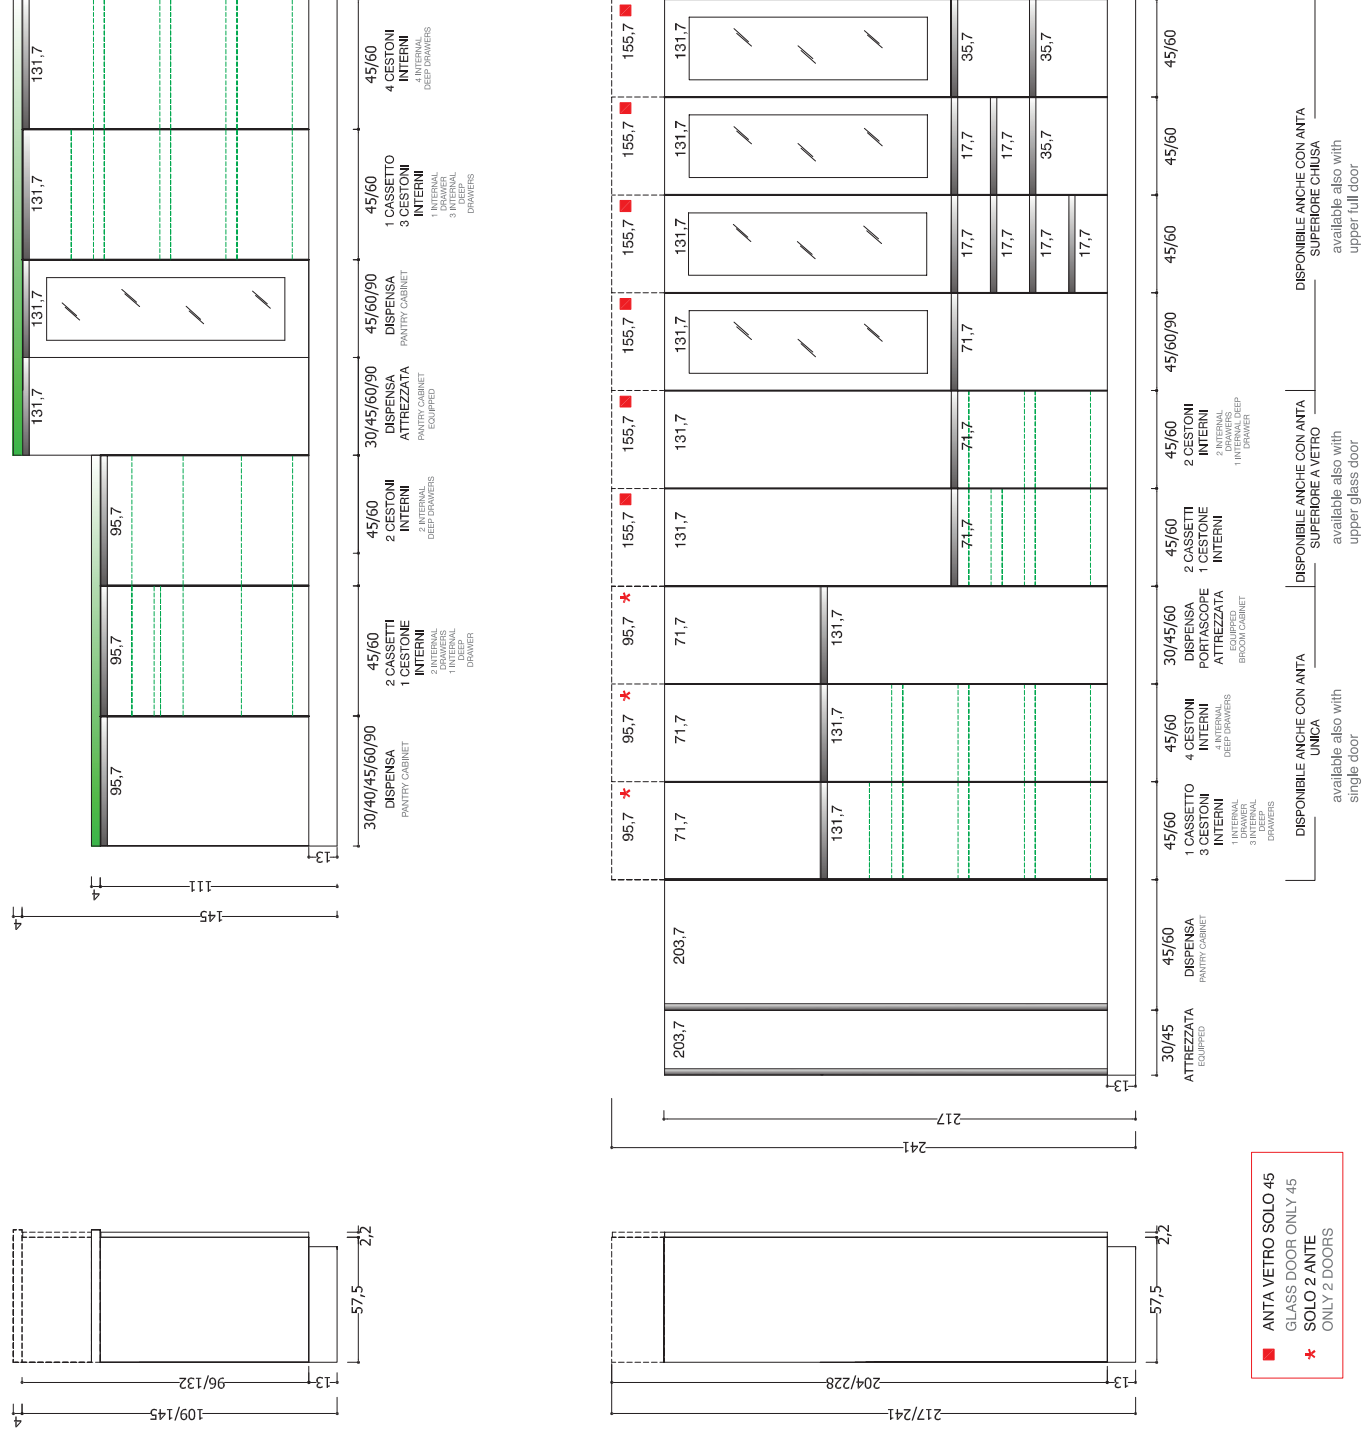 131,7
131,7
131,7
131,7
95,7
95,7
95,7
45/60
4 CESTONI
INTERNI
4 INTERNAL
DEEP DRAWERS
45/60
1 CASSETTO
3 CESTONI
INTERNI
1 INTERNAL
DRAWER
3 INTERNAL
DEEP
DRAWERS
45/60/90
DISPENSA
PANTRY CABINET
30/45/60/90
DISPENSA
ATTREZZATA
PANTRY CABINET
EQUIPPED
45/60
2 CESTONI
INTERNI
2 INTERNAL
DEEP DRAWERS
45/60
2 CASSETTI
1 CESTONE
INTERNI
2 INTERNAL
DRAWERS
1 INTERNAL
DEEP
DRAWER
30/40/45/60/90
DISPENSA
PANTRY CABINET
13
4
111
4
145
155,7
131,7
35,7
35,7
155,7
131,7
17,7
17,7
35,7
155,7
131,7
17,7
17,7
17,7
17,7
155,7
131,7
71,7
155,7
131,7
71,7
155,7
131,7
71,7
95,7 *
71,7
131,7
95,7 *
71,7
131,7
95,7 *
71,7
131,7
203,7
203,7
45/60
45/60
45/60
45/60/90
45/60
2 CESTONI
INTERNI
2 INTERNAL
DRAWERS
1 INTERNAL DEEP
DRAWER
45/60
2 CASSETTI
1 CESTONE
INTERNI
30/45/60
DISPENSA
PORTASCOPE
ATTREZZATA
EQUIPPED
BROOM CABINET
45/60
4 CESTONI
INTERNI
4 INTERNAL
DEEP DRAWERS
45/60
1 CASSETTO
3 CESTONI
INTERNI
1 INTERNAL
DRAWER
3 INTERNAL
DEEP
DRAWERS
45/60
DISPENSA
PANTRY CABINET
30/45
ATTREZZATA
EQUIPPED
DISPONIBILE ANCHE CON ANTA
SUPERIORE CHIUSA
available also with
upper full door
DISPONIBILE ANCHE CON ANTA
SUPERIORE A VETRO
available also with
upper glass door
DISPONIBILE ANCHE CON ANTA
UNICA
available also with
single door
13
217
241
2,2
57,5
13
96/132
4
109/145
2,2
57,5
13
204/228
217/241
ANTA VETRO SOLO 45
GLASS DOOR ONLY 45
* SOLO 2 ANTE
ONLY 2 DOORS